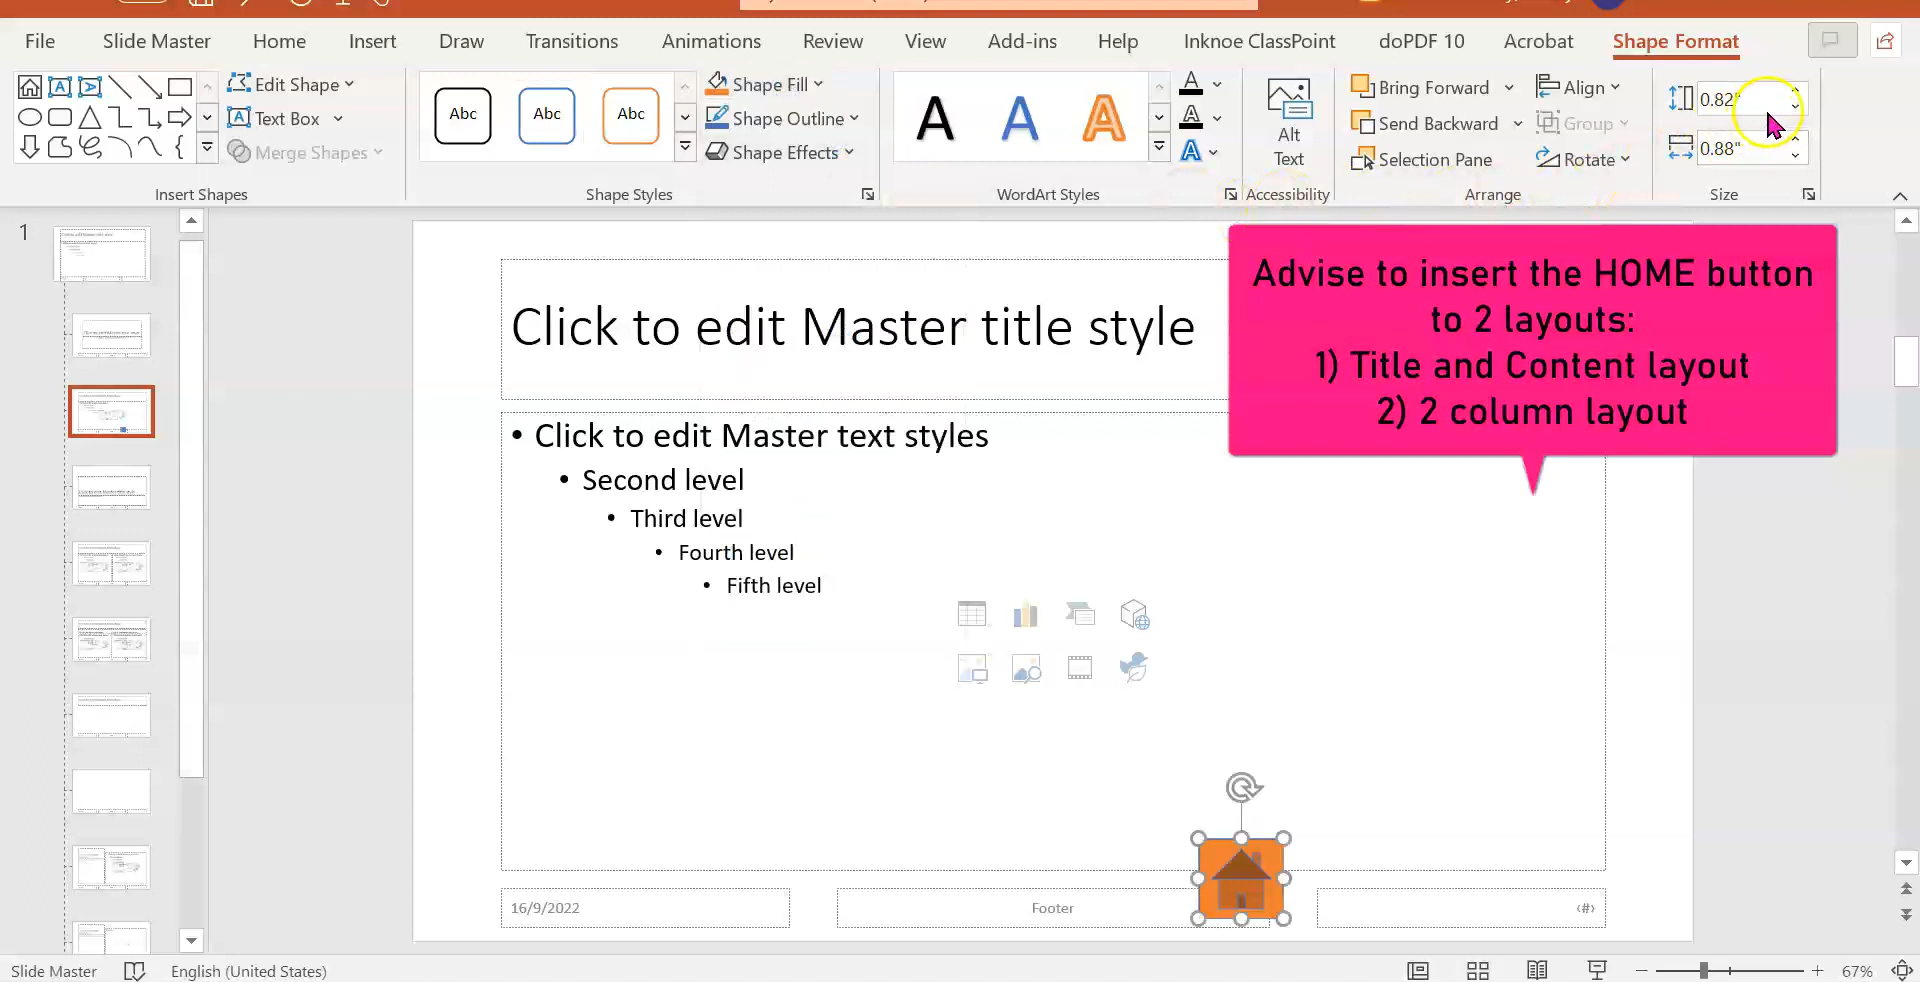 File Slide Master Home Insert Draw Transitions Animations Review View Add-ins Help Inknoe ClassPoint doPDF 10 Acrobat Shape Format
Edit Shape
Text Box
Merge Shapes
Insert Shapes
Abc Abc Abc
Shape Fill
Shape Outline
Shape Effects
Shape Styles
A A A
WordArt Styles
Alt
Text
Accessibility
Bring Forward
Send Backward
Selection Pane
Align
Group
Rotate
Arrange
0.82"
0.88"
Size
1
Click to edit Master title style
Advise to insert the HOME button
to 2 layouts:
1) Title and Content layout
2) 2 column layout
• Click to edit Master text styles
• Second level
• Third level
• Fourth level
• Fifth level
16/9/2022
Footer
‹#›
Slide Master English (United States) 67%